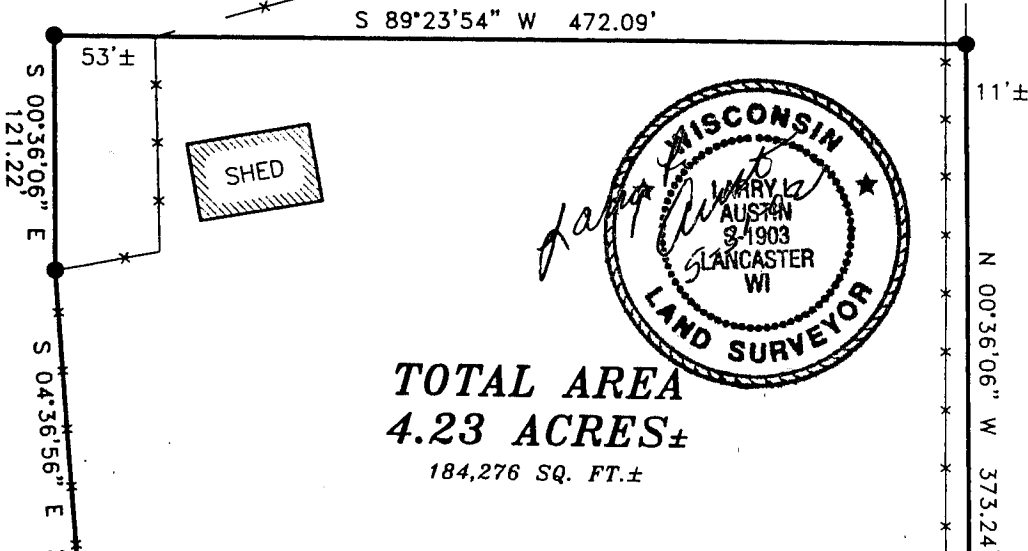 S 89°23'54" W 472.09'
53'±
11'±
S 00°36'06" E
121.22'
SHED
WISCONSIN
LARRY L.
AUSTIN
S-1903
LANCASTER
WI
LAND SURVEYOR
N 00°36'06" W 373.24'
S 04°36'56" E
TOTAL AREA
4.23 ACRES±
184,276 SQ. FT.±